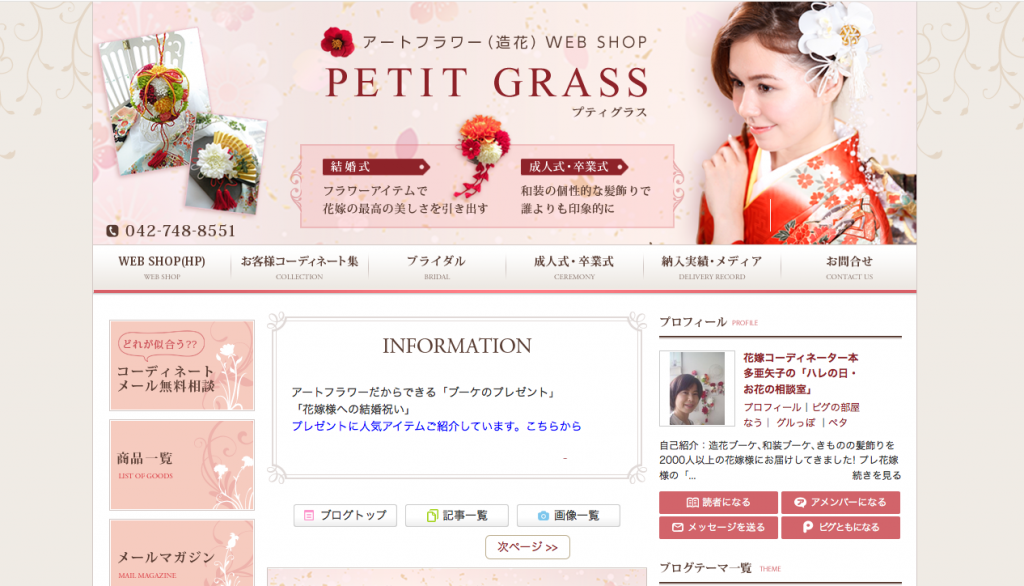 アートフラワー(造花) WEB SHOP
PETIT GRASS
プティグラス
結婚式
フラワーアイテムで
花嫁の最高の美しさを引き出す
成人式・卒業式
和装の個性的な髪飾りで
誰よりも印象的に
042-748-8551
WEB SHOP(HP)
WEB SHOP
お客様コーディネート集
COLLECTION
ブライダル
BRIDAL
成人式・卒業式
CEREMONY
納入実績・メディア
DELIVERY RECORD
お問合せ
CONTACT US
どれが似合う??
コーディネート
メール無料相談
商品一覧
LIST OF GOODS
メールマガジン
MAIL MAGAZINE
INFORMATION
アートフラワーだからできる「ブーケのプレゼント」
「花嫁様への結婚祝い」
プレゼントに人気アイテムご紹介しています。こちらから
ブログトップ
記事一覧
画像一覧
次ページ >>
プロフィール PROFILE
花嫁コーディネーター本
多亜矢子の「ハレの日・
お花の相談室」
プロフィール | ピグの部屋
なう | グルっぽ | ペタ
自己紹介：造花ブーケ､和装ブーケ､きものの髪飾りを
2000人以上の花嫁様にお届けしてきました! プレ花嫁
様の「... 続きを見る
読者になる
アメンバーになる
メッセージを送る
ピグともになる
ブログテーマ一覧 THEME